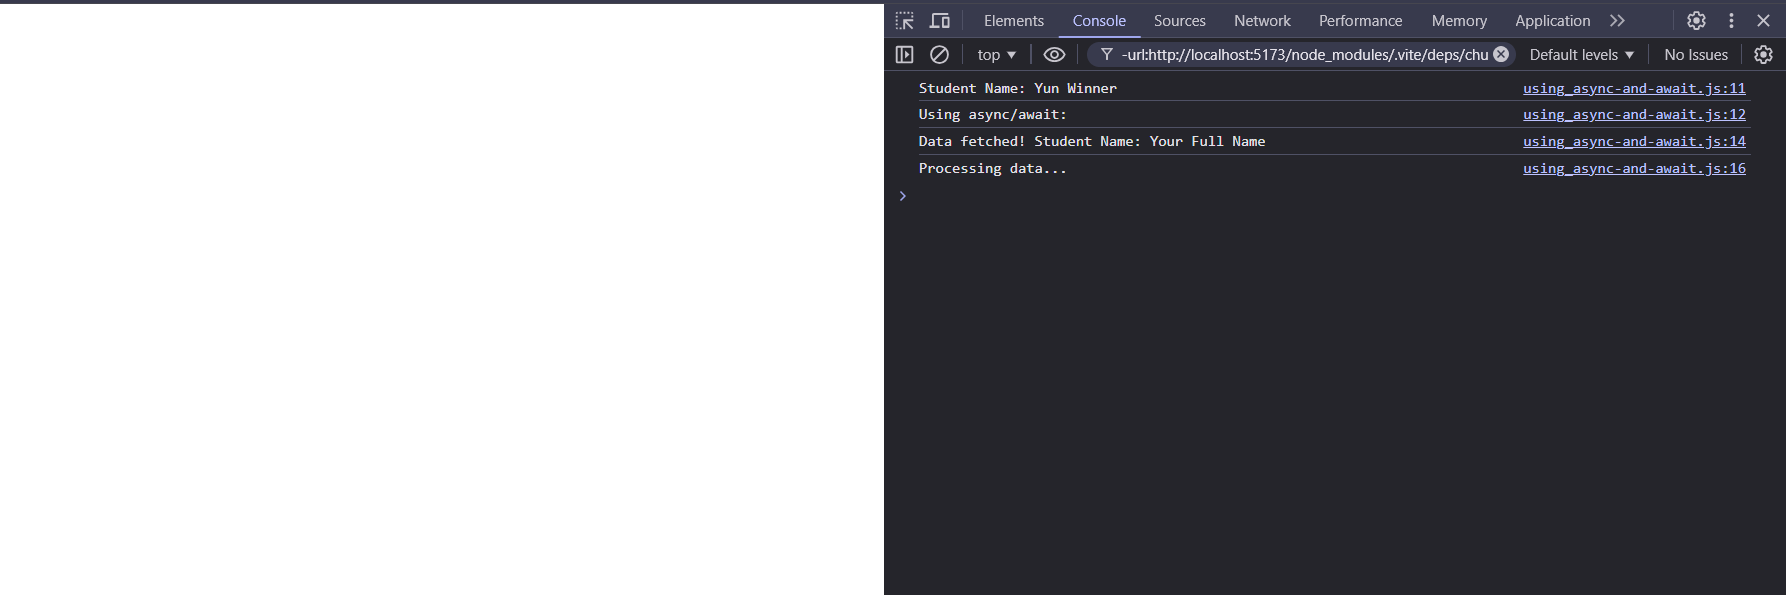 Elements Console Sources Network Performance Memory Application
top -url:http://localhost:5173/node_modules/.vite/deps/chu Default levels No Issues
Student Name: Yun Winner using_async-and-await.js:11
Using async/await: using_async-and-await.js:12
Data fetched! Student Name: Your Full Name using_async-and-await.js:14
Processing data... using_async-and-await.js:16